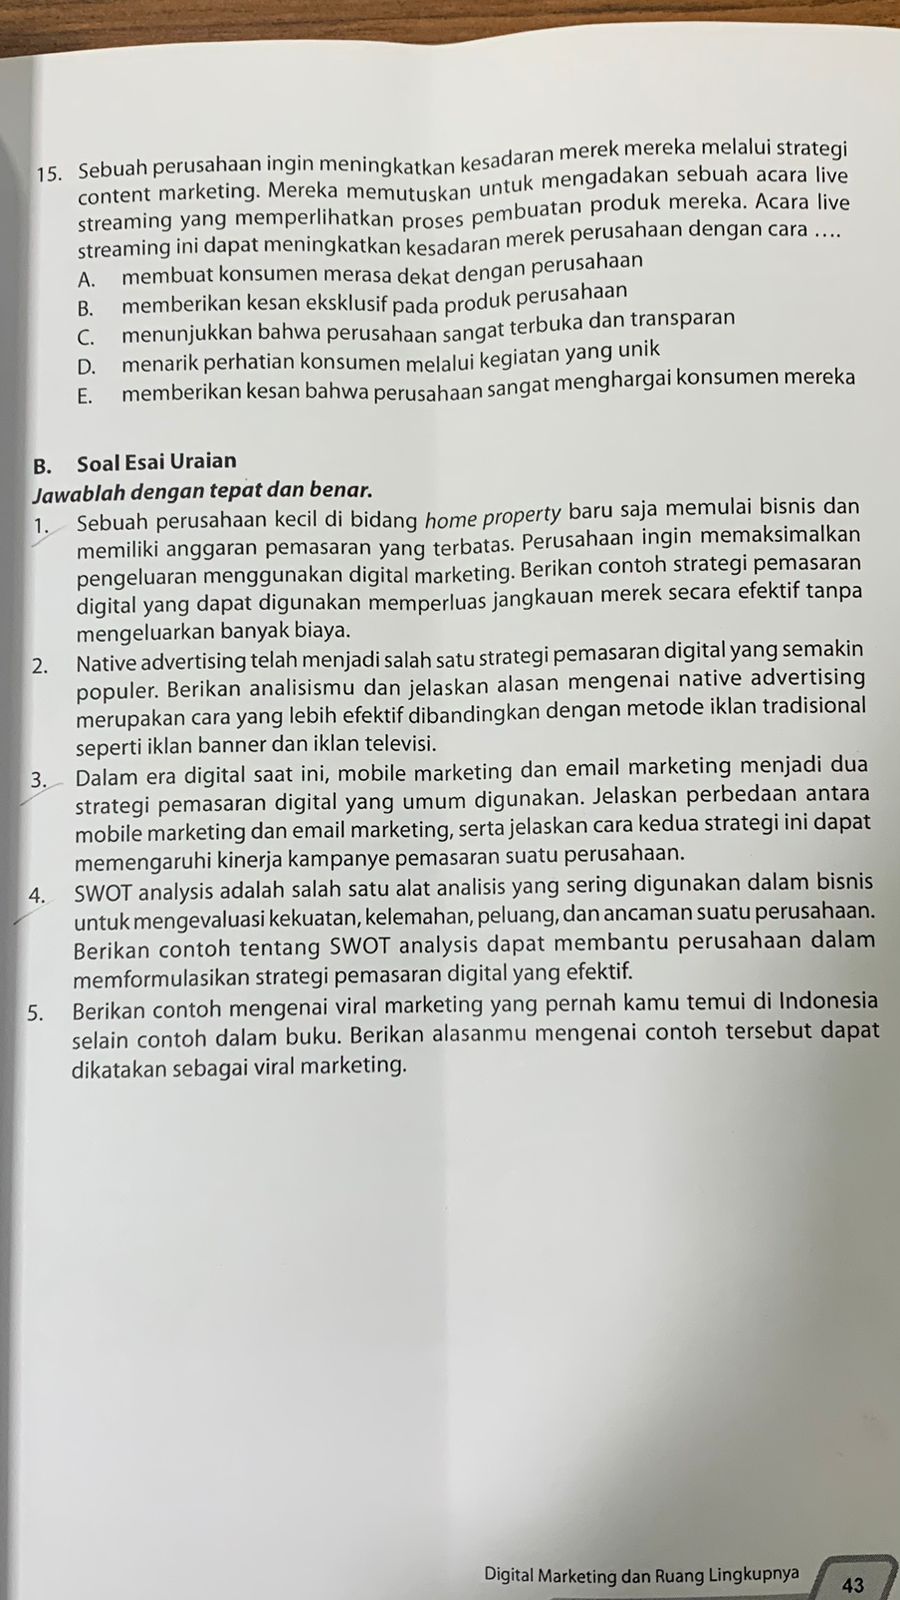 15. Sebuah perusahaan ingin meningkatkan kesadaran merek mereka melalui strategi
content marketing. Mereka memutuskan untuk mengadakan sebuah acara live
streaming yang memperlihatkan proses pembuatan produk mereka. Acara live
streaming ini dapat meningkatkan kesadaran merek perusahaan dengan cara ....
A. membuat konsumen merasa dekat dengan perusahaan
B. memberikan kesan eksklusif pada produk perusahaan
C. menunjukkan bahwa perusahaan sangat terbuka dan transparan
D. menarik perhatian konsumen melalui kegiatan yang unik
E. memberikan kesan bahwa perusahaan sangat menghargai konsumen mereka
B. Soal Esai Uraian
Jawablah dengan tepat dan benar.
1. Sebuah perusahaan kecil di bidang home property baru saja memulai bisnis dan
memiliki anggaran pemasaran yang terbatas. Perusahaan ingin memaksimalkan
pengeluaran menggunakan digital marketing. Berikan contoh strategi pemasaran
digital yang dapat digunakan memperluas jangkauan merek secara efektif tanpa
mengeluarkan banyak biaya.
2. Native advertising telah menjadi salah satu strategi pemasaran digital yang semakin
populer. Berikan analisismu dan jelaskan alasan mengenai native advertising
merupakan cara yang lebih efektif dibandingkan dengan metode iklan tradisional
seperti iklan banner dan iklan televisi.
3. Dalam era digital saat ini, mobile marketing dan email marketing menjadi dua
strategi pemasaran digital yang umum digunakan. Jelaskan perbedaan antara
mobile marketing dan email marketing, serta jelaskan cara kedua strategi ini dapat
memengaruhi kinerja kampanye pemasaran suatu perusahaan.
4. SWOT analysis adalah salah satu alat analisis yang sering digunakan dalam bisnis
untuk mengevaluasi kekuatan, kelemahan, peluang, dan ancaman suatu perusahaan.
Berikan contoh tentang SWOT analysis dapat membantu perusahaan dalam
memformulasikan strategi pemasaran digital yang efektif.
5. Berikan contoh mengenai viral marketing yang pernah kamu temui di Indonesia
selain contoh dalam buku. Berikan alasanmu mengenai contoh tersebut dapat
dikatakan sebagai viral marketing.
Digital Marketing dan Ruang Lingkupnya 43